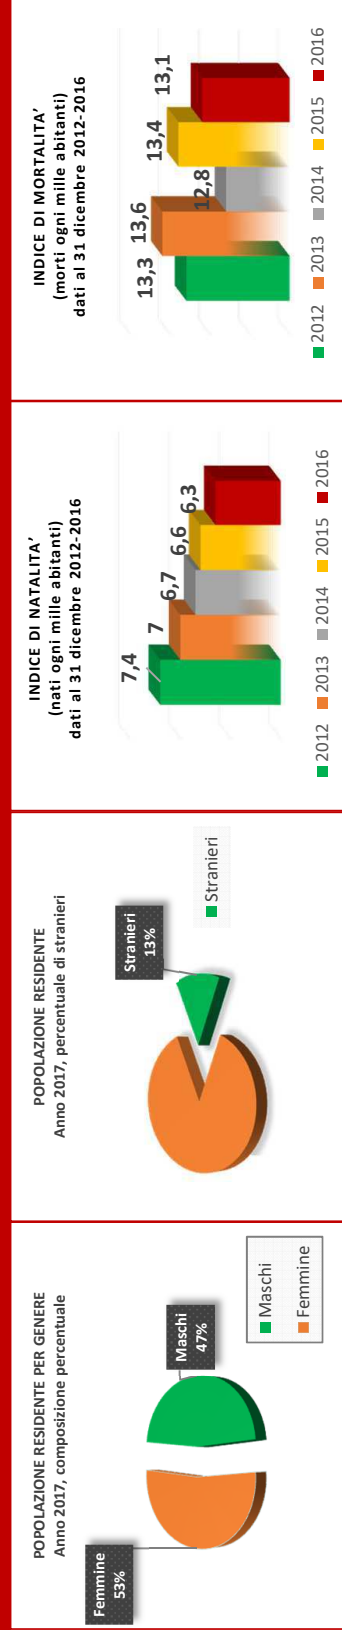 POPOLAZIONE RESIDENTE PER GENERE
Anno 2017, composizione percentuale
Femmine
53%
Maschi
47%
Maschi
Femmine
POPOLAZIONE RESIDENTE
Anno 2017, percentuale di stranieri
Stranieri
13%
Stranieri
INDICE DI NATALITA’
(nati ogni mille abitanti)
dati al 31 dicembre 2012-2016
7,4
7
6,7
6,6
6,3
2012 2013 2014 2015 2016
INDICE DI MORTALITA’
(morti ogni mille abitanti)
dati al 31 dicembre 2012-2016
13,3
13,6
12,8
13,4
13,1
2012 2013 2014 2015 2016